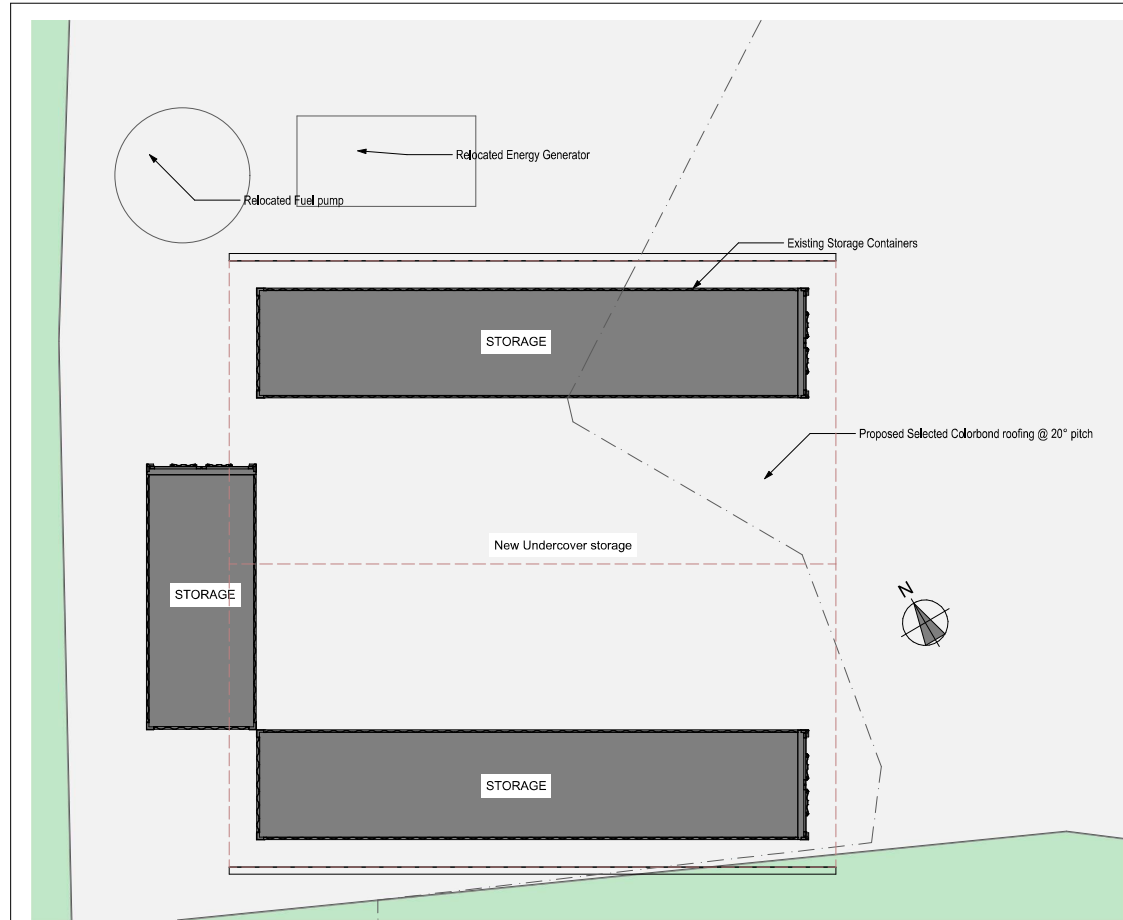 Relocated Energy Generator
Relocated Fuel pump
Existing Storage Containers
STORAGE
Proposed Selected Colorbond roofing @ 20° pitch
New Undercover storage
STORAGE
N
STORAGE